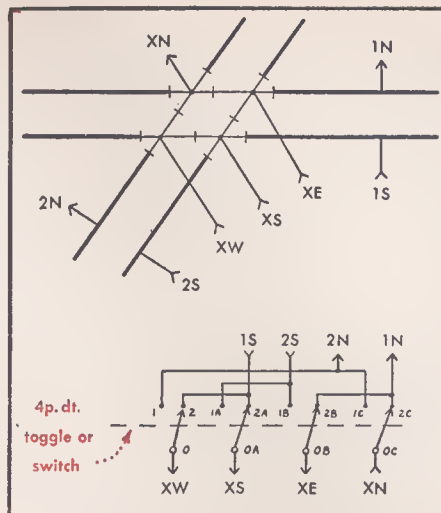 XN
1N
2N
XE
1S
XS
XW
2S
1S 2S 2N 1N
1 2 1A 2A 1B 2B 1C 2C
4p.dt.
toggle or
switch
0 0A 0B 0C
XW XS XE XN